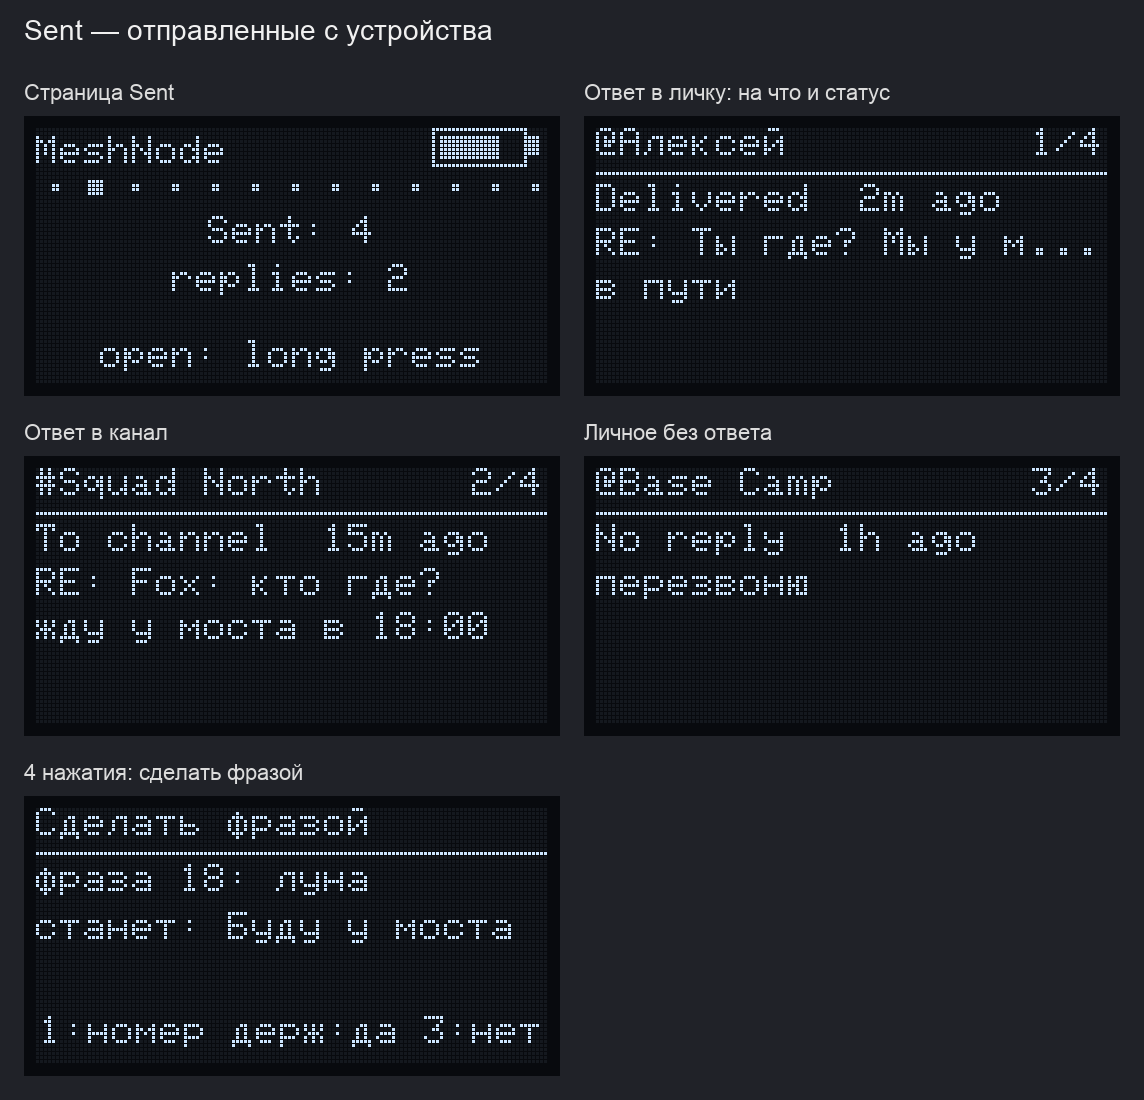 Sent — отправленные с устройства
Страница Sent
MeshNode
Sent: 4
replies: 2
open: long press
Ответ в личку: на что и статус
@Алексей 1/4
Delivered 2m ago
RE: Ты где? Мы у м...
в пути
Ответ в канал
#Squad North 2/4
To channel 15m ago
RE: Fox: кто где?
жду у моста в 18:00
Личное без ответа
@Base Camp 3/4
No reply 1h ago
перезвоню
4 нажатия: сделать фразой
Сделать фразой
фраза 18: луна
станет: Буду у моста
1:номер держ:да 3:нет